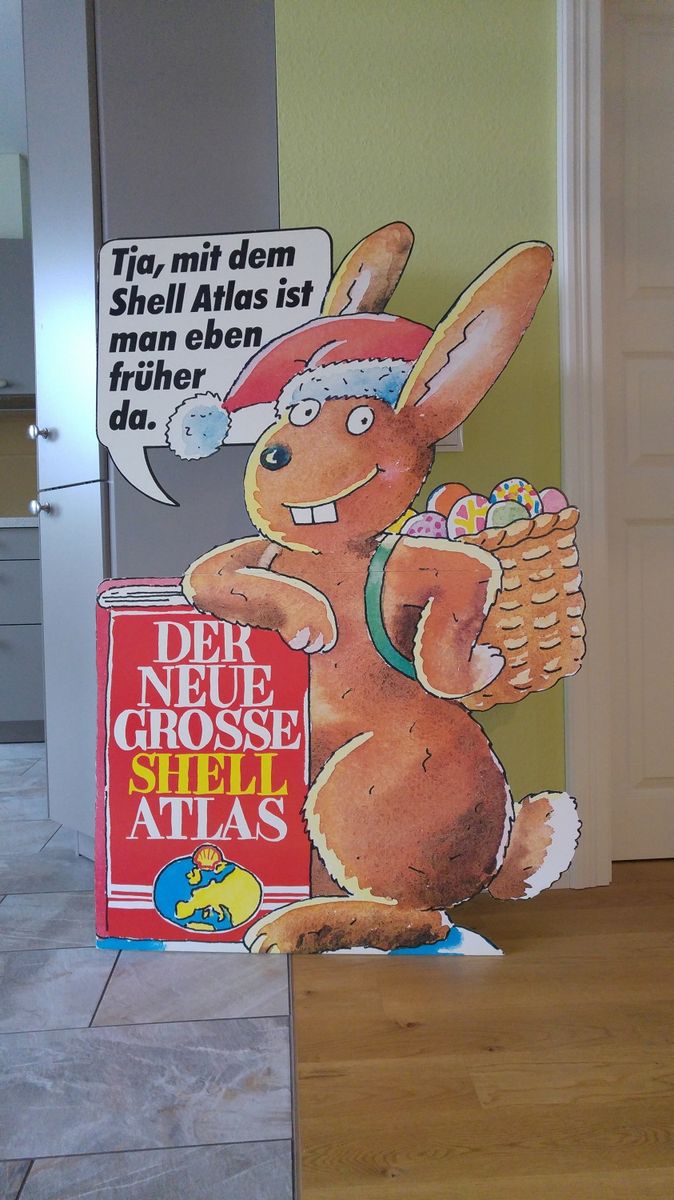 Tja, mit dem
Shell Atlas ist
man eben
früher
da.
DER
NEUE
GROSSE
SHELL
ATLAS